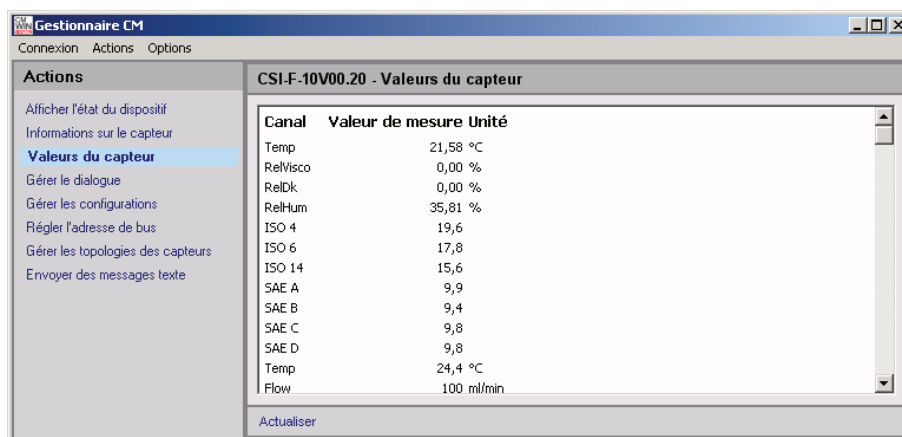 CM WIN Gestionnaire CM
Connexion Actions Options
Actions
Afficher l'état du dispositif
Informations sur le capteur
Valeurs du capteur
Gérer le dialogue
Gérer les configurations
Régler l'adresse de bus
Gérer les topologies des capteurs
Envoyer des messages texte
CSI-F-10V00.20 - Valeurs du capteur
Canal Valeur de mesure Unité
Temp 21,58 °C
RelVisco 0,00 %
RelDk 0,00 %
RelHum 35,81 %
ISO 4 19,6
ISO 6 17,8
ISO 14 15,6
SAE A 9,9
SAE B 9,4
SAE C 9,8
SAE D 9,8
Temp 24,4 °C
Flow 100 ml/min
Actualiser